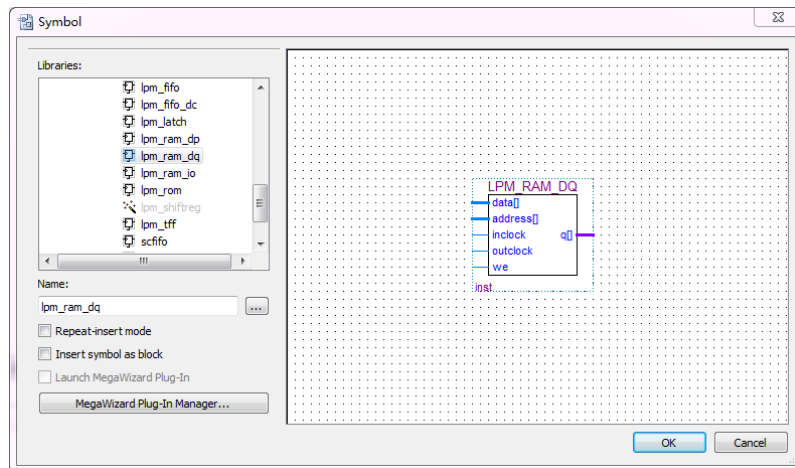 Symbol
Libraries:
lpm_fifo
lpm_fifo_dc
lpm_latch
lpm_ram_dp
lpm_ram_dq
lpm_ram_io
lpm_rom
lpm_shiftreg
lpm_tff
scfifo
Name:
lpm_ram_dq
...
Repeat-insert mode
Insert symbol as block
Launch MegaWizard Plug-In
MegaWizard Plug-In Manager...
LPM_RAM_DQ
data[]
address[]
inclock q[]
outclock
we
inst
OK Cancel